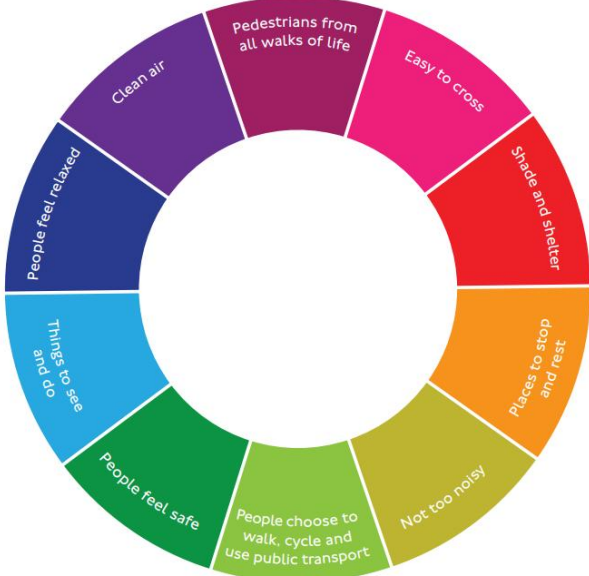 Pedestrians from
all walks of life
Easy to cross
Shade and shelter
Places to stop
and rest
Not too noisy
People choose to
walk, cycle and
use public transport
People feel safe
Things to see
and do
People feel relaxed
Clean air